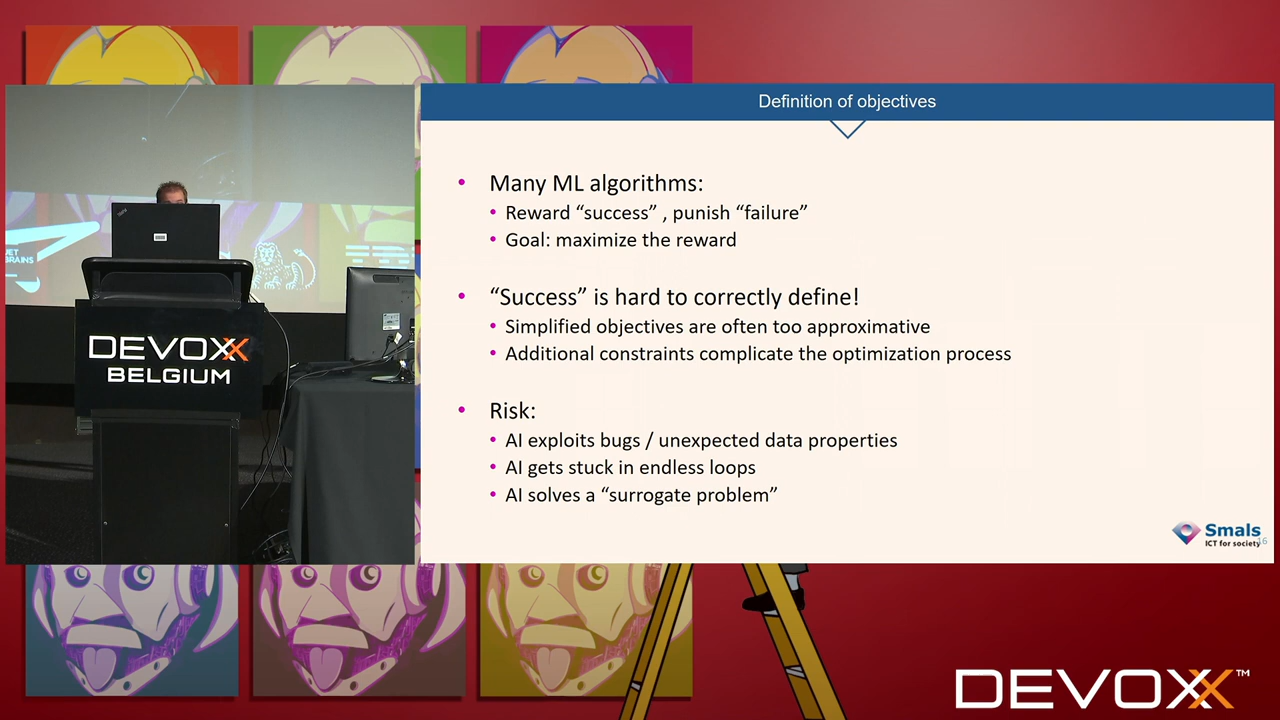 Definition of objectives
• Many ML algorithms:
• Reward “success” , punish “failure”
• Goal: maximize the reward
• “Success” is hard to correctly define!
• Simplified objectives are often too approximative
• Additional constraints complicate the optimization process
• Risk:
• AI exploits bugs / unexpected data properties
• AI gets stuck in endless loops
• AI solves a “surrogate problem”
Smals
ICT for society
16
DEVOXX
BELGIUM
DEVOXX™